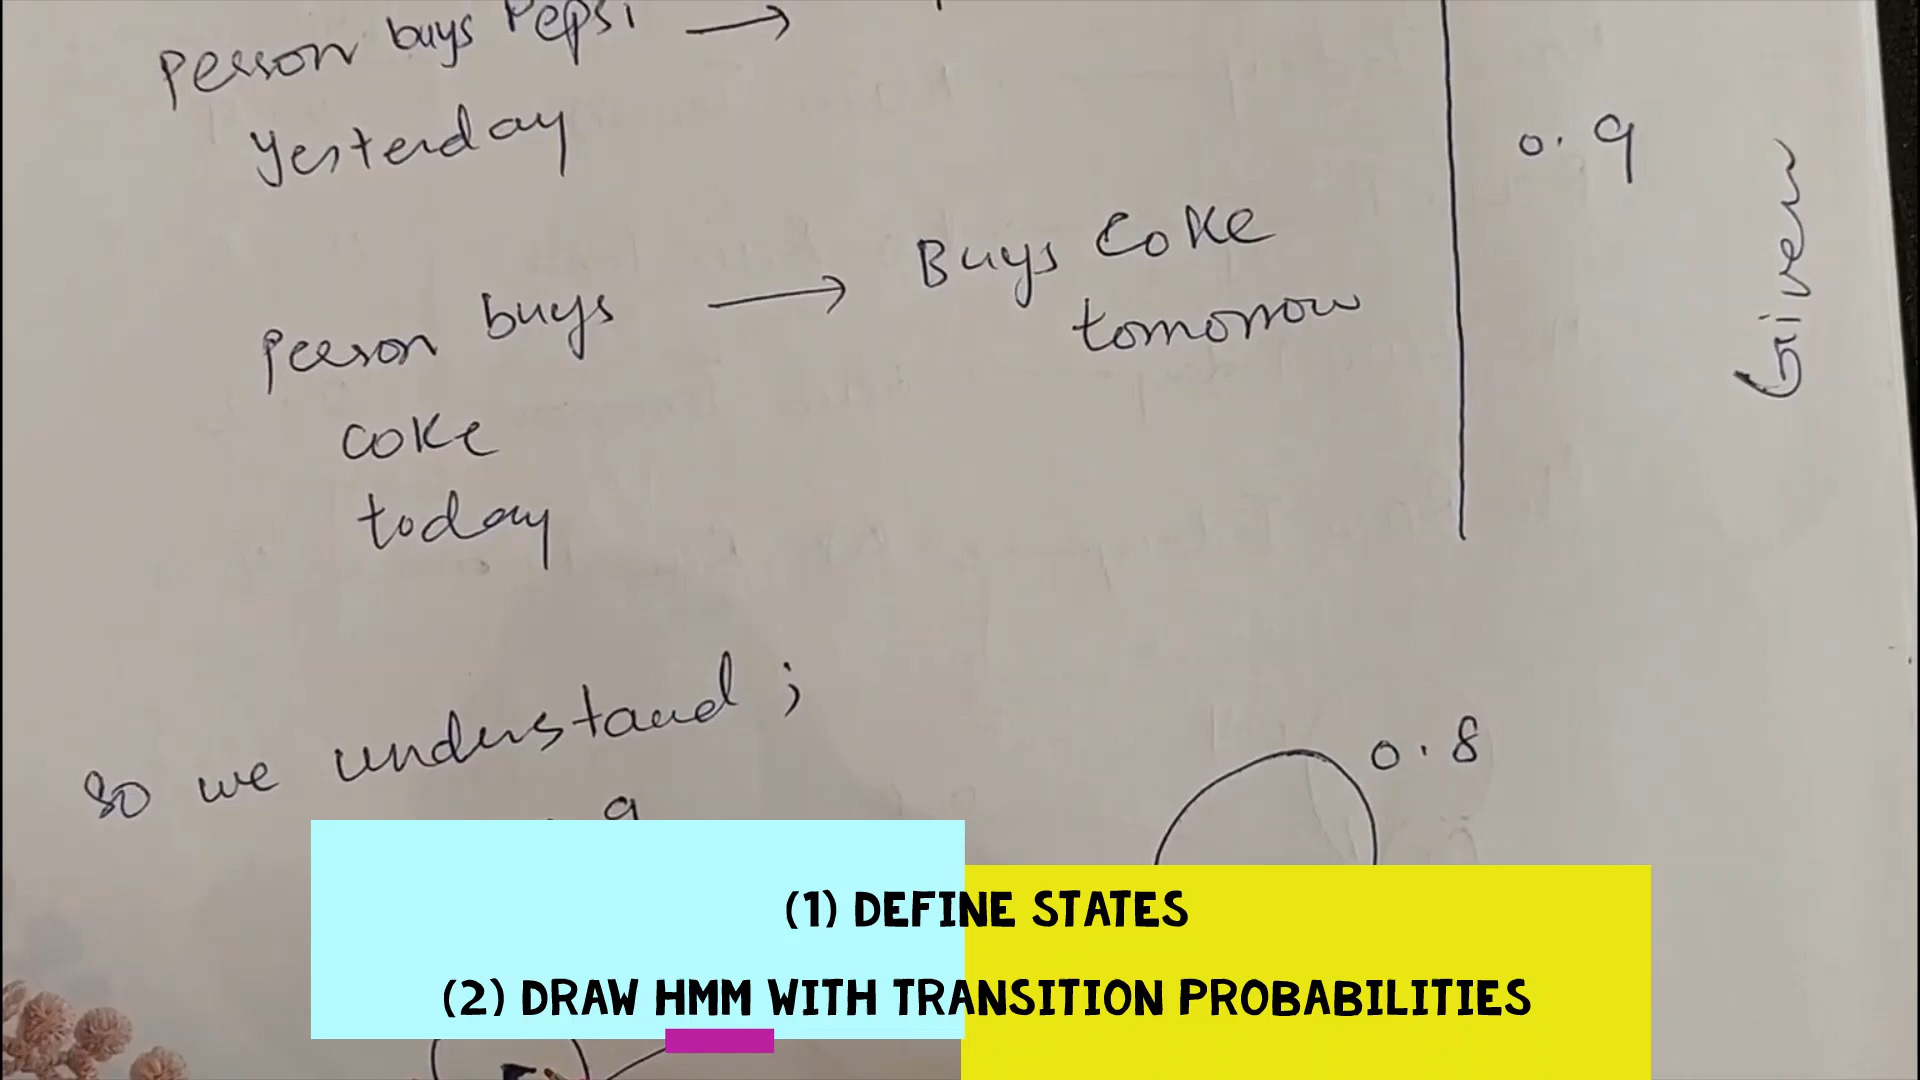 Person buys Pepsi →
Yesterday
0.9
Person buys → Buys Coke
tomorrow
coke
today
Given
So we understand ;
0.8
.9
(1) DEFINE STATES
(2) DRAW HMM WITH TRANSITION PROBABILITIES